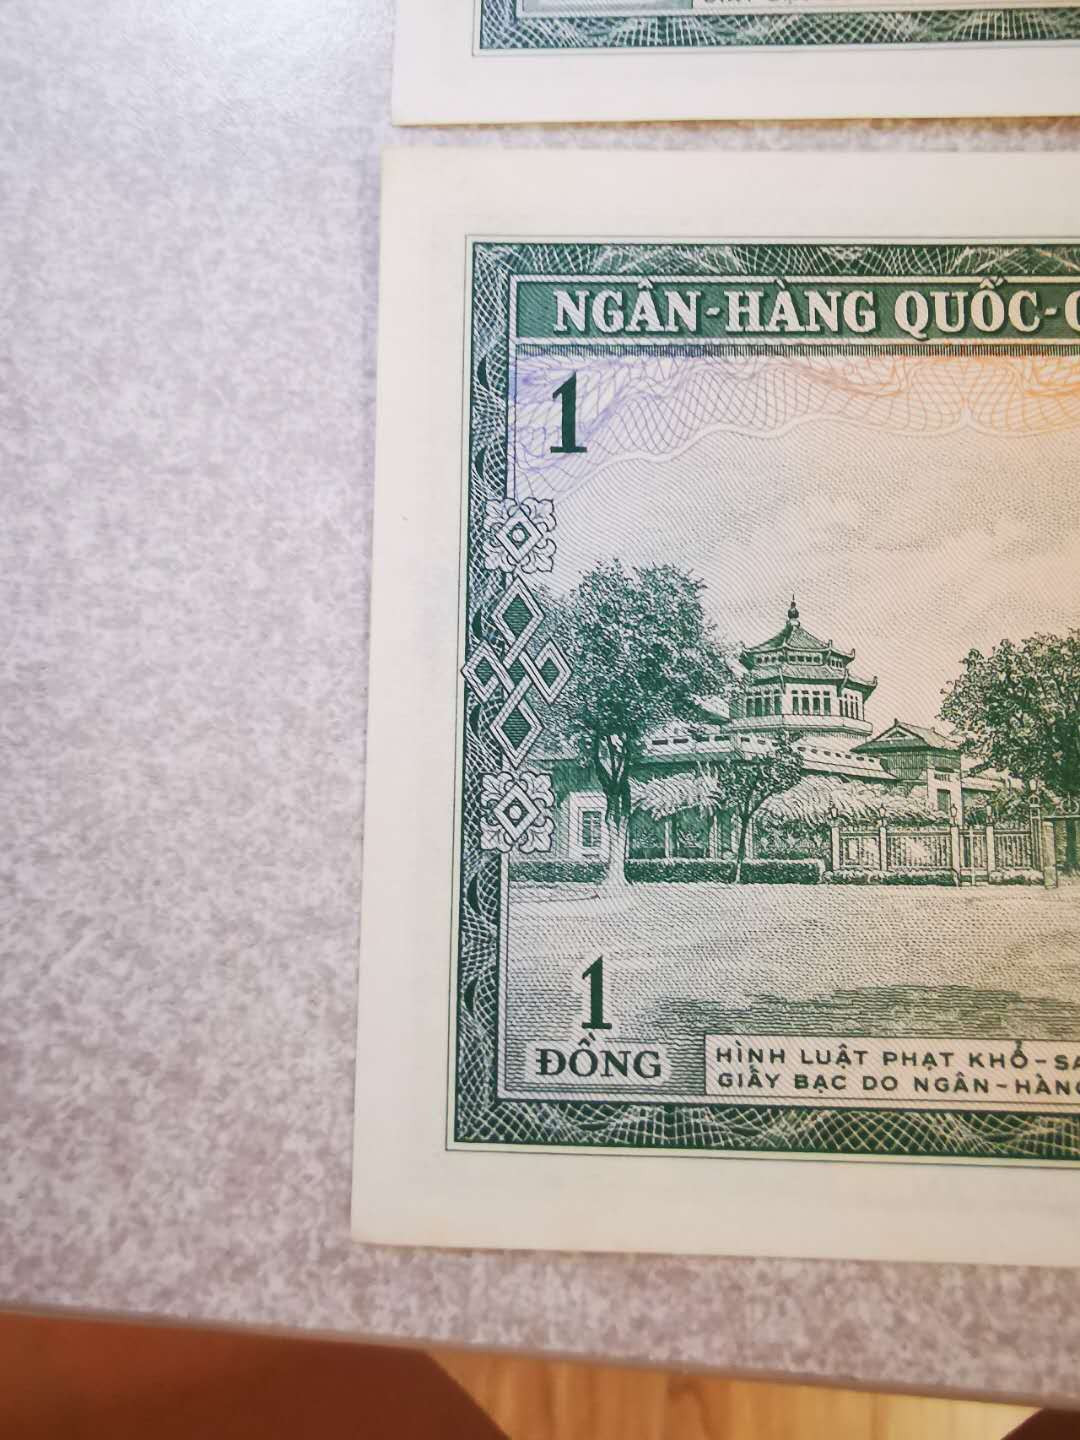 NGÂN-HÀNG QUỐC-
1
1
ĐỒNG
HÌNH LUẬT PHẠT KHỔ-SA
GIẤY BẠC DO NGÂN-HÀNG